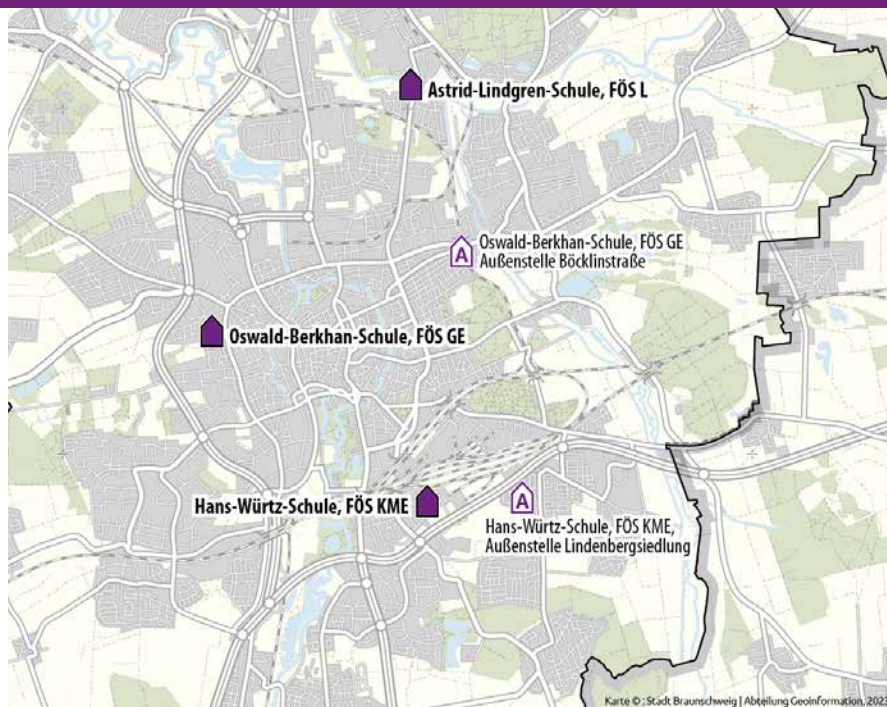 Astrid-Lindgren-Schule, FÖS L
A
Oswald-Berkhan-Schule, FÖS GE
Außenstelle Böcklinstraße
Oswald-Berkhan-Schule, FÖS GE
Hans-Würtz-Schule, FÖS KME
A
Hans-Würtz-Schule, FÖS KME,
Außenstelle Lindenbergsiedlung
Karte ©: Stadt Braunschweig | Abteilung Geoinformation, 2023